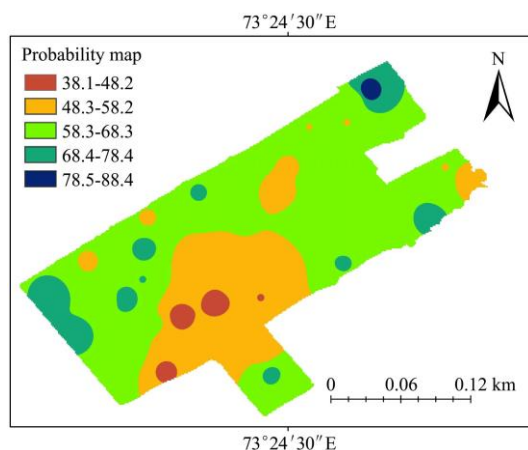 73°24′30″E
Probability map
38.1-48.2
48.3-58.2
58.3-68.3
68.4-78.4
78.5-88.4
N
0 0.06 0.12 km
73°24′30″E